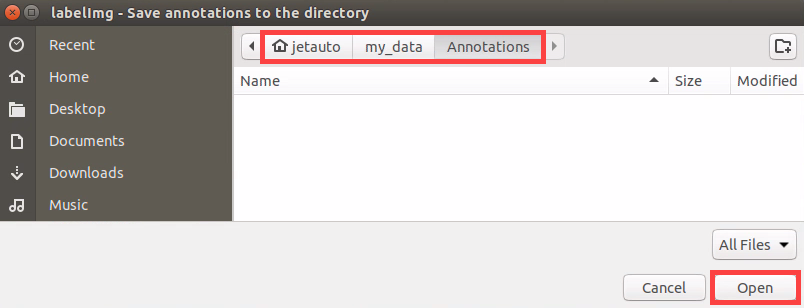 labelImg - Save annotations to the directory
Recent
Home
Desktop
Documents
Downloads
Music
jetauto my_data Annotations
Name Size Modified
All Files
Cancel Open